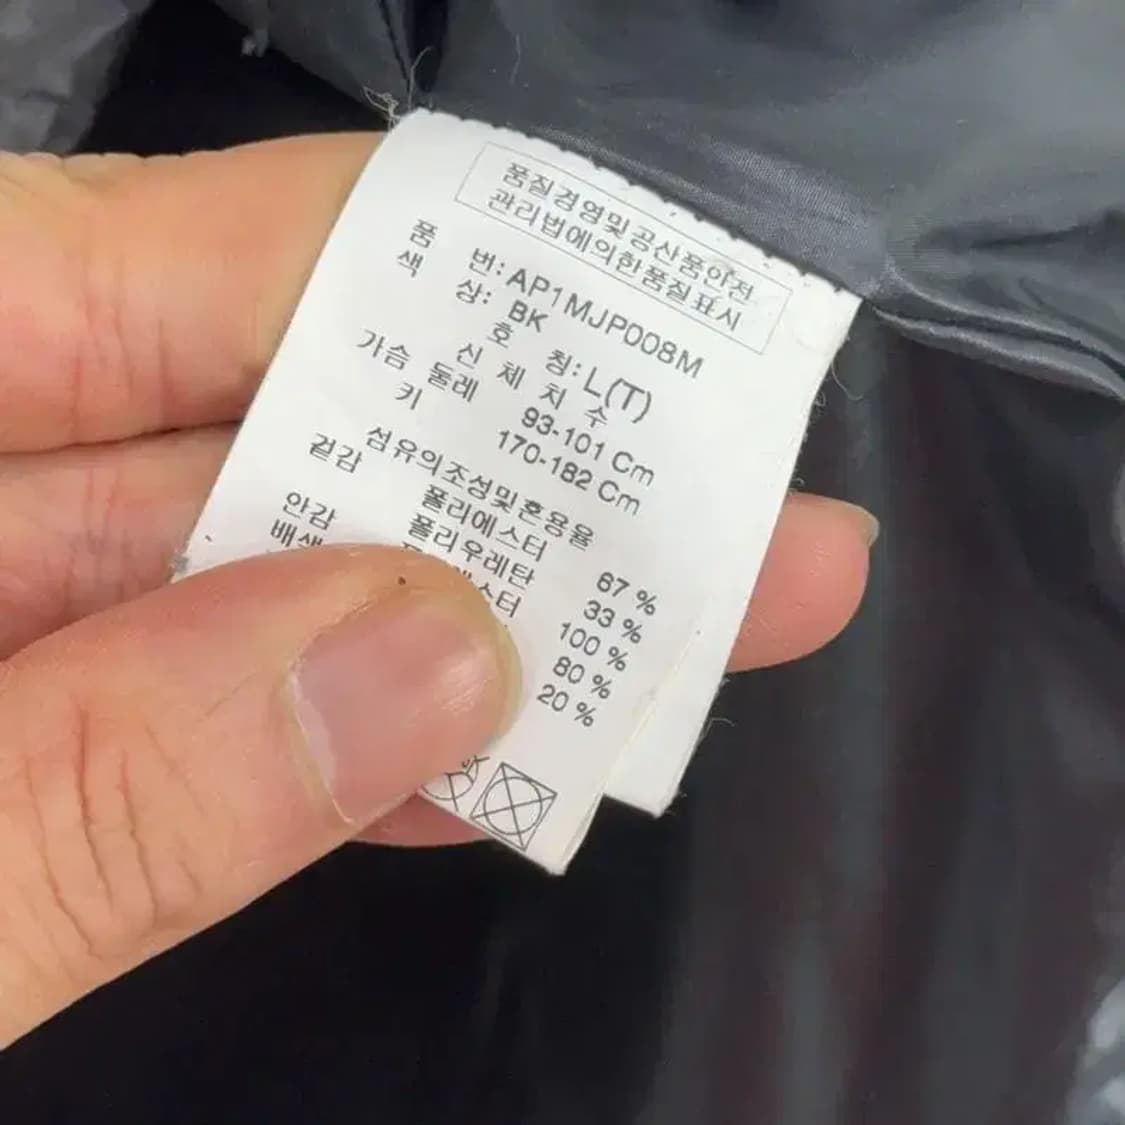 품질경영및공산품안전
관리법에의한품질표시
품 번: AP1MJP008M
색 상: BK
호 칭: L(T)
신 체 치 수
가슴 둘레 93-101 Cm
키 170-182 Cm
섬유의조성및혼용율
겉감 폴리에스터 67 %
폴리우레탄 33 %
안감 100 %
배색 80 %
20 %